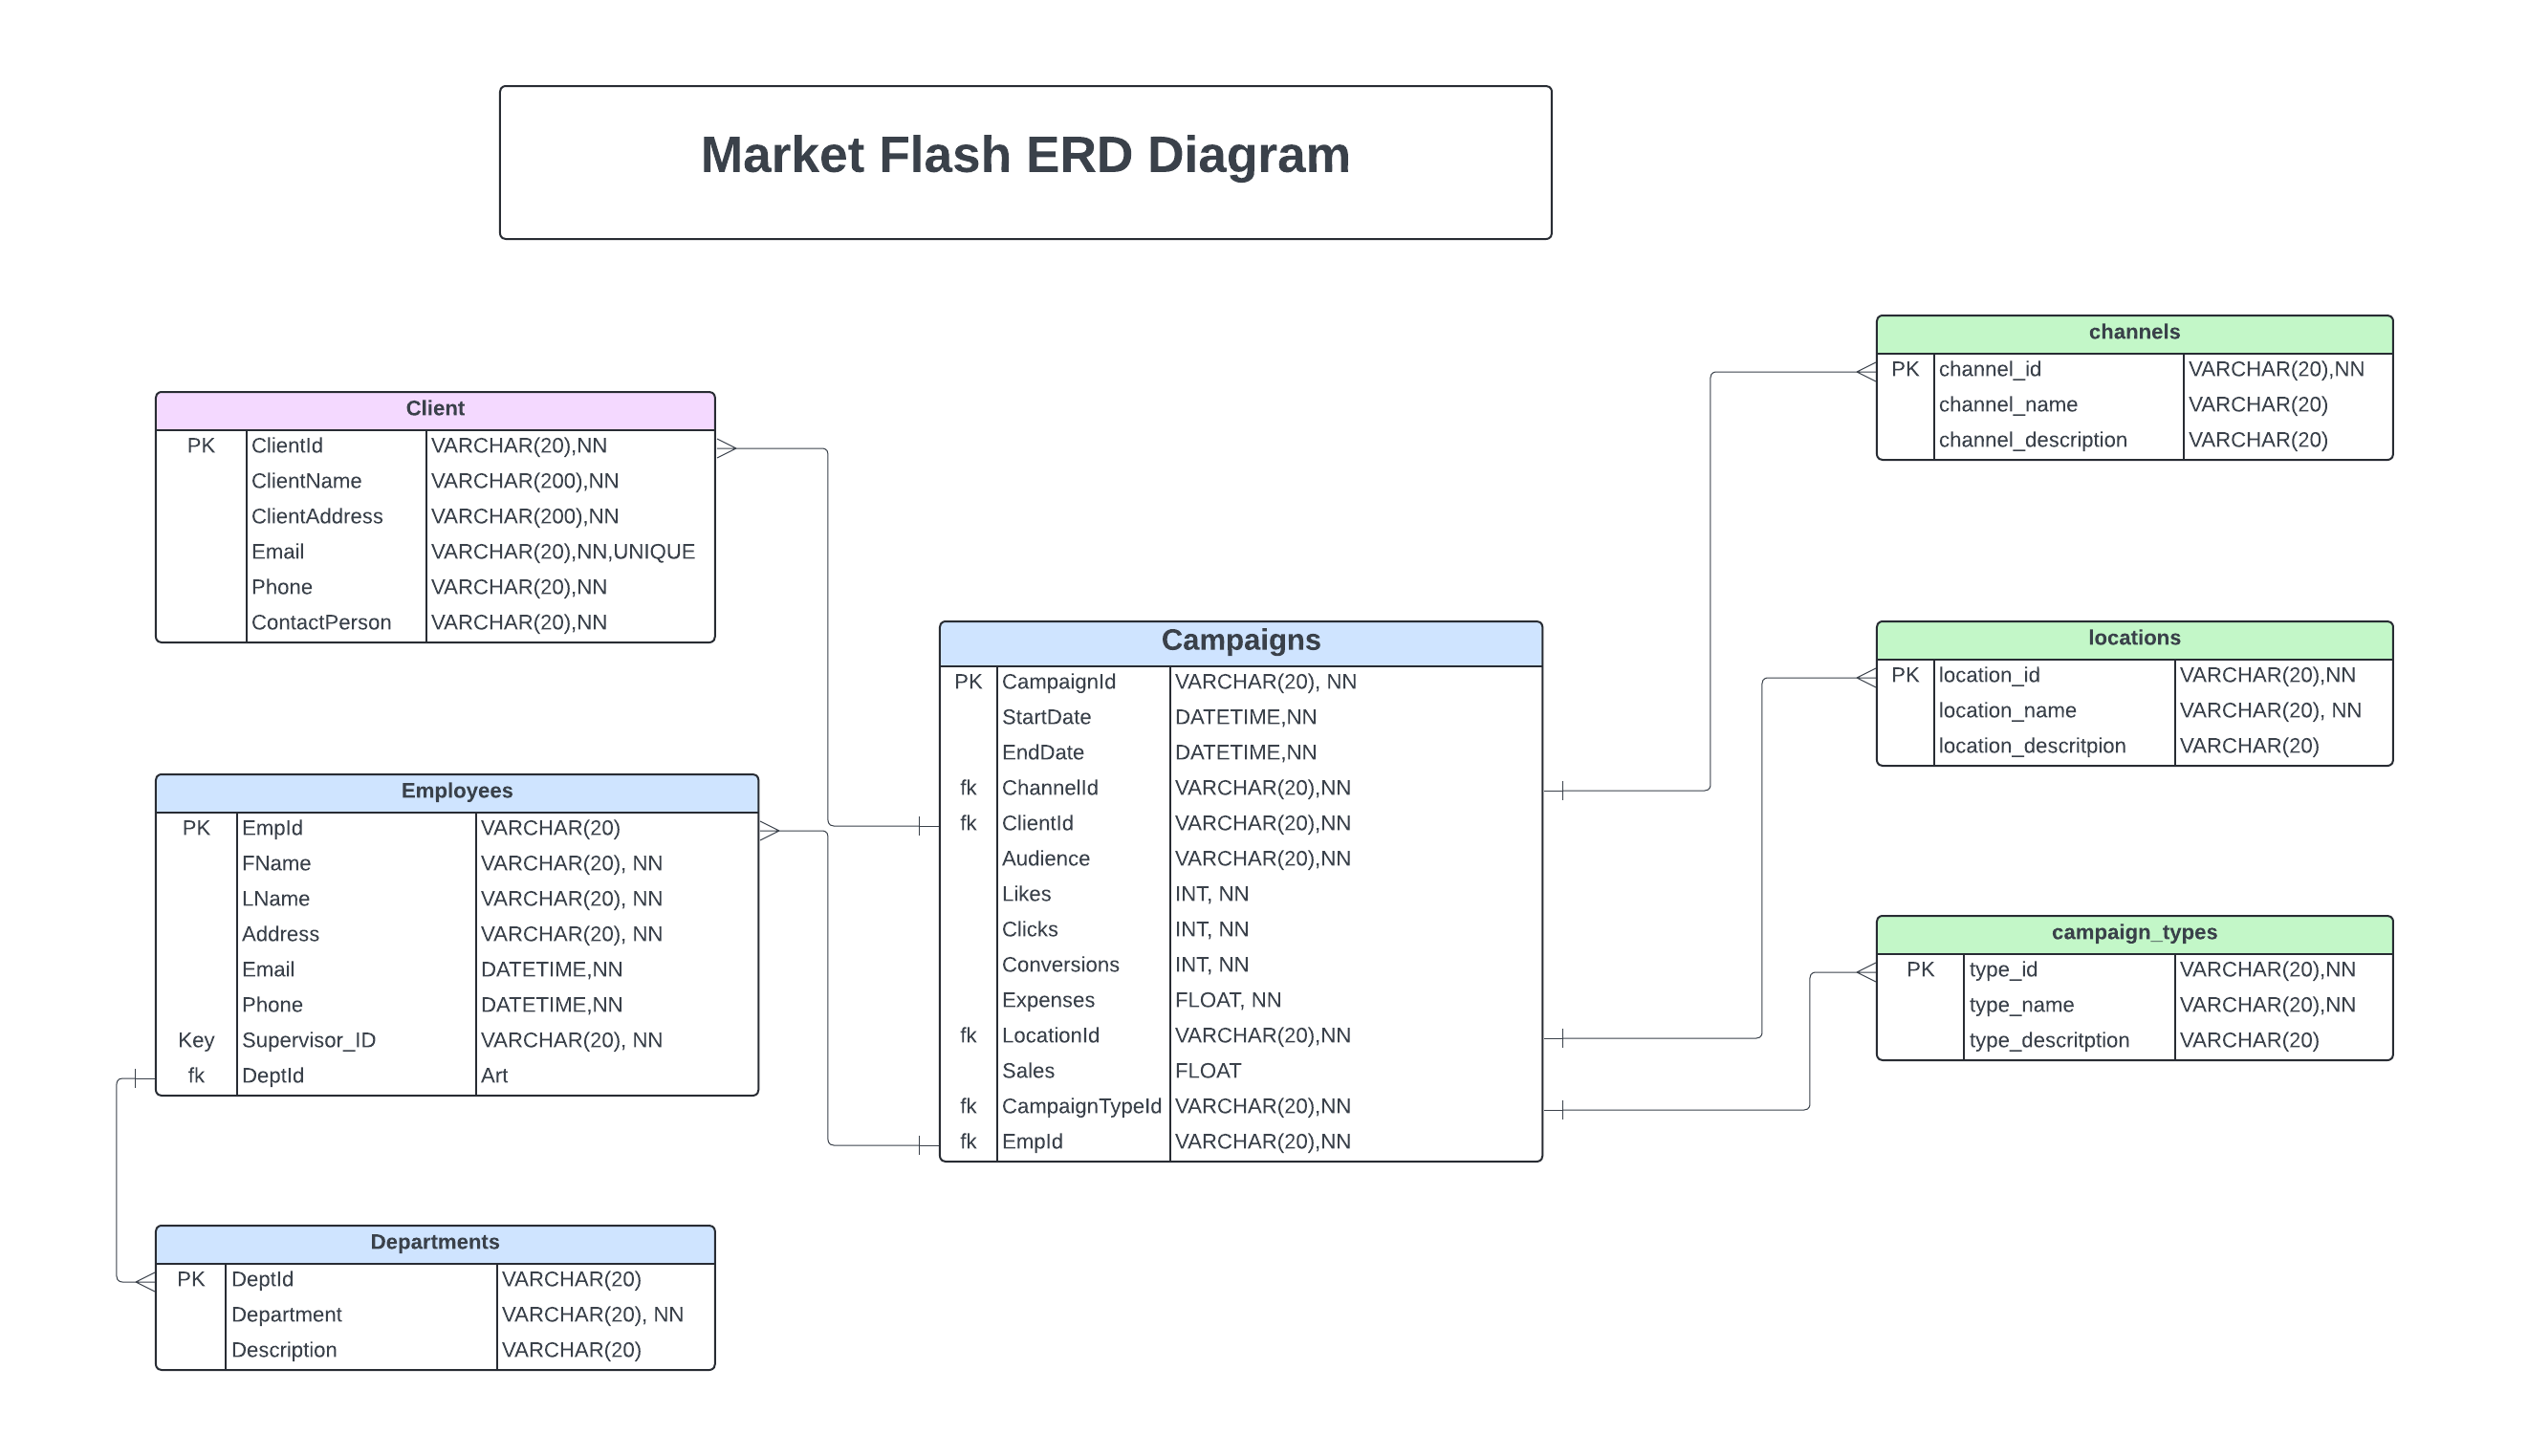 Market Flash ERD Diagram
Client
PK ClientId VARCHAR(20),NN
ClientName VARCHAR(200),NN
ClientAddress VARCHAR(200),NN
Email VARCHAR(20),NN,UNIQUE
Phone VARCHAR(20),NN
ContactPerson VARCHAR(20),NN
Employees
PK EmpId VARCHAR(20)
FName VARCHAR(20), NN
LName VARCHAR(20), NN
Address VARCHAR(20), NN
Email DATETIME,NN
Phone DATETIME,NN
Key Supervisor_ID VARCHAR(20), NN
fk DeptId Art
Departments
PK DeptId VARCHAR(20)
Department VARCHAR(20), NN
Description VARCHAR(20)
Campaigns
PK CampaignId VARCHAR(20), NN
StartDate DATETIME,NN
EndDate DATETIME,NN
fk ChannelId VARCHAR(20),NN
fk ClientId VARCHAR(20),NN
Audience VARCHAR(20),NN
Likes INT, NN
Clicks INT, NN
Conversions INT, NN
Expenses FLOAT, NN
fk LocationId VARCHAR(20),NN
Sales FLOAT
fk CampaignTypeId VARCHAR(20),NN
fk EmpId VARCHAR(20),NN
channels
PK channel_id VARCHAR(20),NN
channel_name VARCHAR(20)
channel_description VARCHAR(20)
locations
PK location_id VARCHAR(20),NN
location_name VARCHAR(20), NN
location_descritpion VARCHAR(20)
campaign_types
PK type_id VARCHAR(20),NN
type_name VARCHAR(20),NN
type_descritption VARCHAR(20)